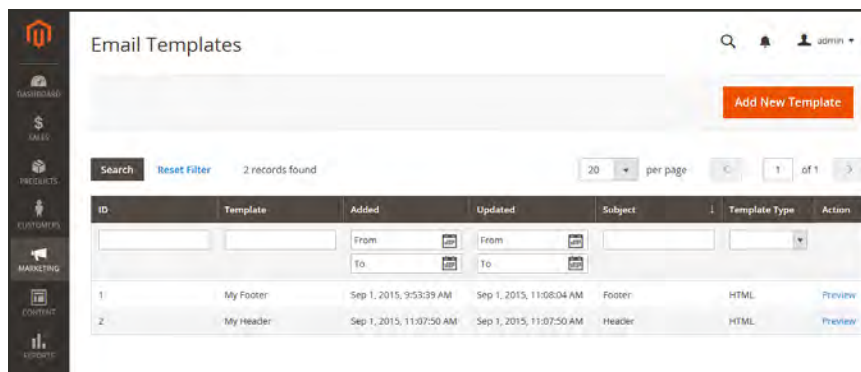 Email Templates
admin
DASHBOARD
Add New Template
SALES
Search Reset Filter 2 records found 20 per page 1 of 1
PRODUCTS
ID Template Added Updated Subject Template Type Action
CUSTOMERS
From From
To To
MARKETING
1 My Footer Sep 1, 2015, 9:53:39 AM Sep 1, 2015, 11:08:04 AM Footer HTML Preview
CONTENT
2 My Header Sep 1, 2015, 11:07:50 AM Sep 1, 2015, 11:07:50 AM Header HTML Preview
REPORTS